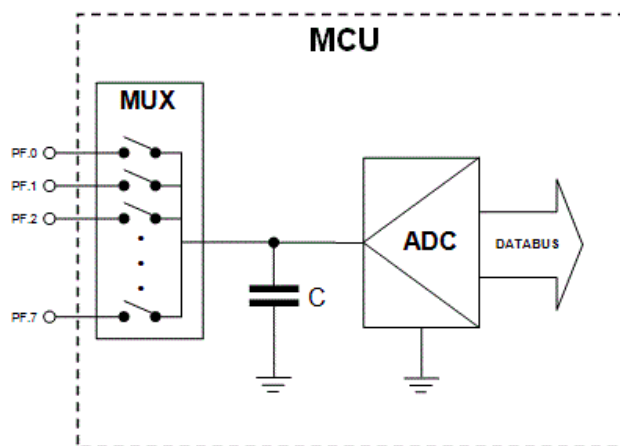 MCU
MUX
PF.0
PF.1
PF.2
PF.7
C
ADC
DATABUS